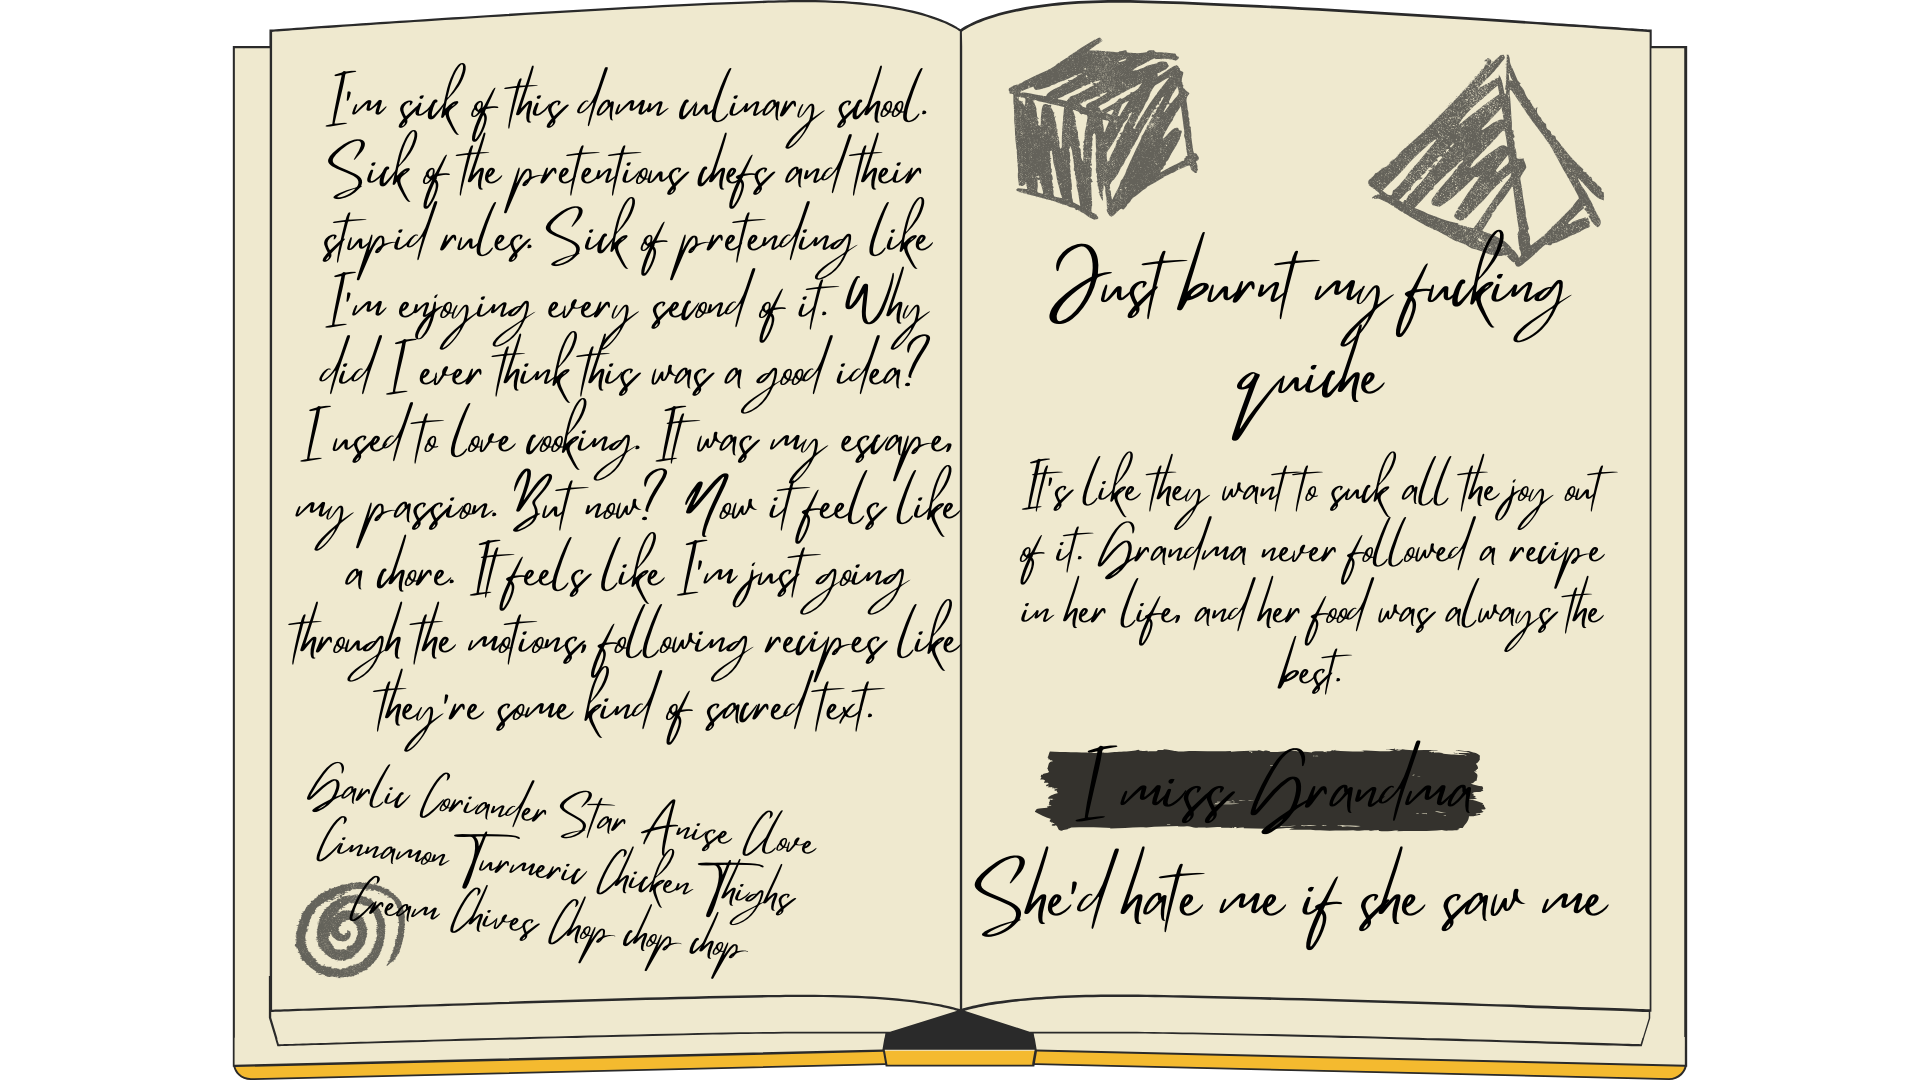 I'm sick of this damn culinary school.
Sick of the pretentious chefs and their
stupid rules. Sick of pretending like
I'm enjoying every second of it. Why
did I ever think this was a good idea?
I used to love cooking. It was my escape,
my passion. But now? Now it feels like
a chore. It feels like I'm just going
through the motions, following recipes like
they're some kind of sacred text.
Garlic Coriander Star Anise Clove
Cinnamon Turmeric Chicken Thighs
Cream Chives Chop chop chop
Just burnt my fucking
quiche
It's like they want to suck all the joy out
of it. Grandma never followed a recipe
in her life, and her food was always the
best.
I miss Grandma
She'd hate me if she saw me